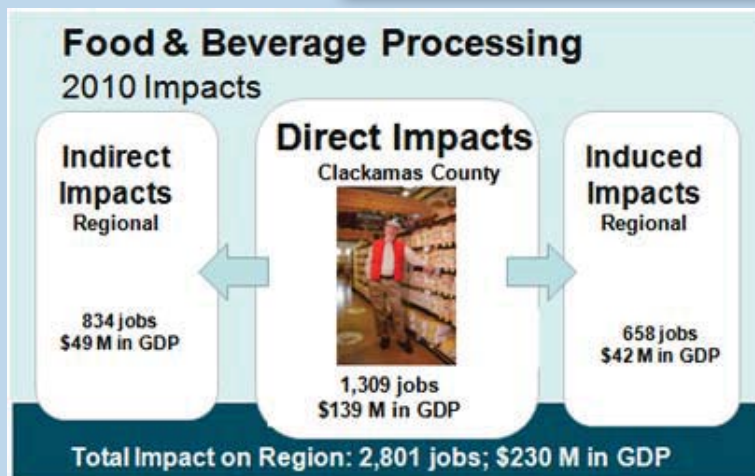 Food & Beverage Processing
2010 Impacts
Indirect
Impacts
Regional
834 jobs
$49 M in GDP
Direct Impacts
Clackamas County
1,309 jobs
$139 M in GDP
Induced
Impacts
Regional
658 jobs
$42 M in GDP
Total Impact on Region: 2,801 jobs; $230 M in GDP